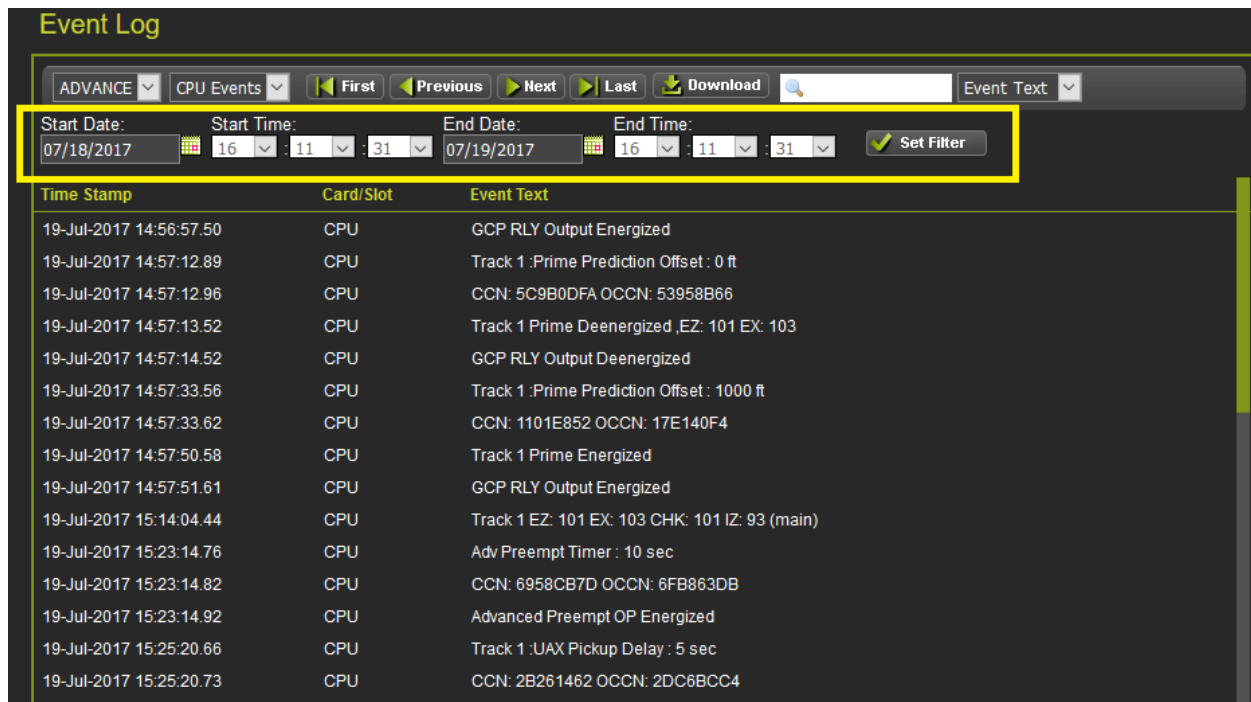 Event Log
ADVANCE CPU Events First Previous Next Last Download Event Text
Start Date: Start Time: End Date: End Time:
07/18/2017 16 : 11 : 31 07/19/2017 16 : 11 : 31 Set Filter
Time Stamp Card/Slot Event Text
19-Jul-2017 14:56:57.50 CPU GCP RLY Output Energized
19-Jul-2017 14:57:12.89 CPU Track 1 :Prime Prediction Offset : 0 ft
19-Jul-2017 14:57:12.96 CPU CCN: 5C9B0DFA OCCN: 53958B66
19-Jul-2017 14:57:13.52 CPU Track 1 Prime Deenergized ,EZ: 101 EX: 103
19-Jul-2017 14:57:14.52 CPU GCP RLY Output Deenergized
19-Jul-2017 14:57:33.56 CPU Track 1 :Prime Prediction Offset : 1000 ft
19-Jul-2017 14:57:33.62 CPU CCN: 1101E852 OCCN: 17E140F4
19-Jul-2017 14:57:50.58 CPU Track 1 Prime Energized
19-Jul-2017 14:57:51.61 CPU GCP RLY Output Energized
19-Jul-2017 15:14:04.44 CPU Track 1 EZ: 101 EX: 103 CHK: 101 IZ: 93 (main)
19-Jul-2017 15:23:14.76 CPU Adv Preempt Timer : 10 sec
19-Jul-2017 15:23:14.82 CPU CCN: 6958CB7D OCCN: 6FB863DB
19-Jul-2017 15:23:14.92 CPU Advanced Preempt OP Energized
19-Jul-2017 15:25:20.66 CPU Track 1 :UAX Pickup Delay : 5 sec
19-Jul-2017 15:25:20.73 CPU CCN: 2B261462 OCCN: 2DC6BCC4